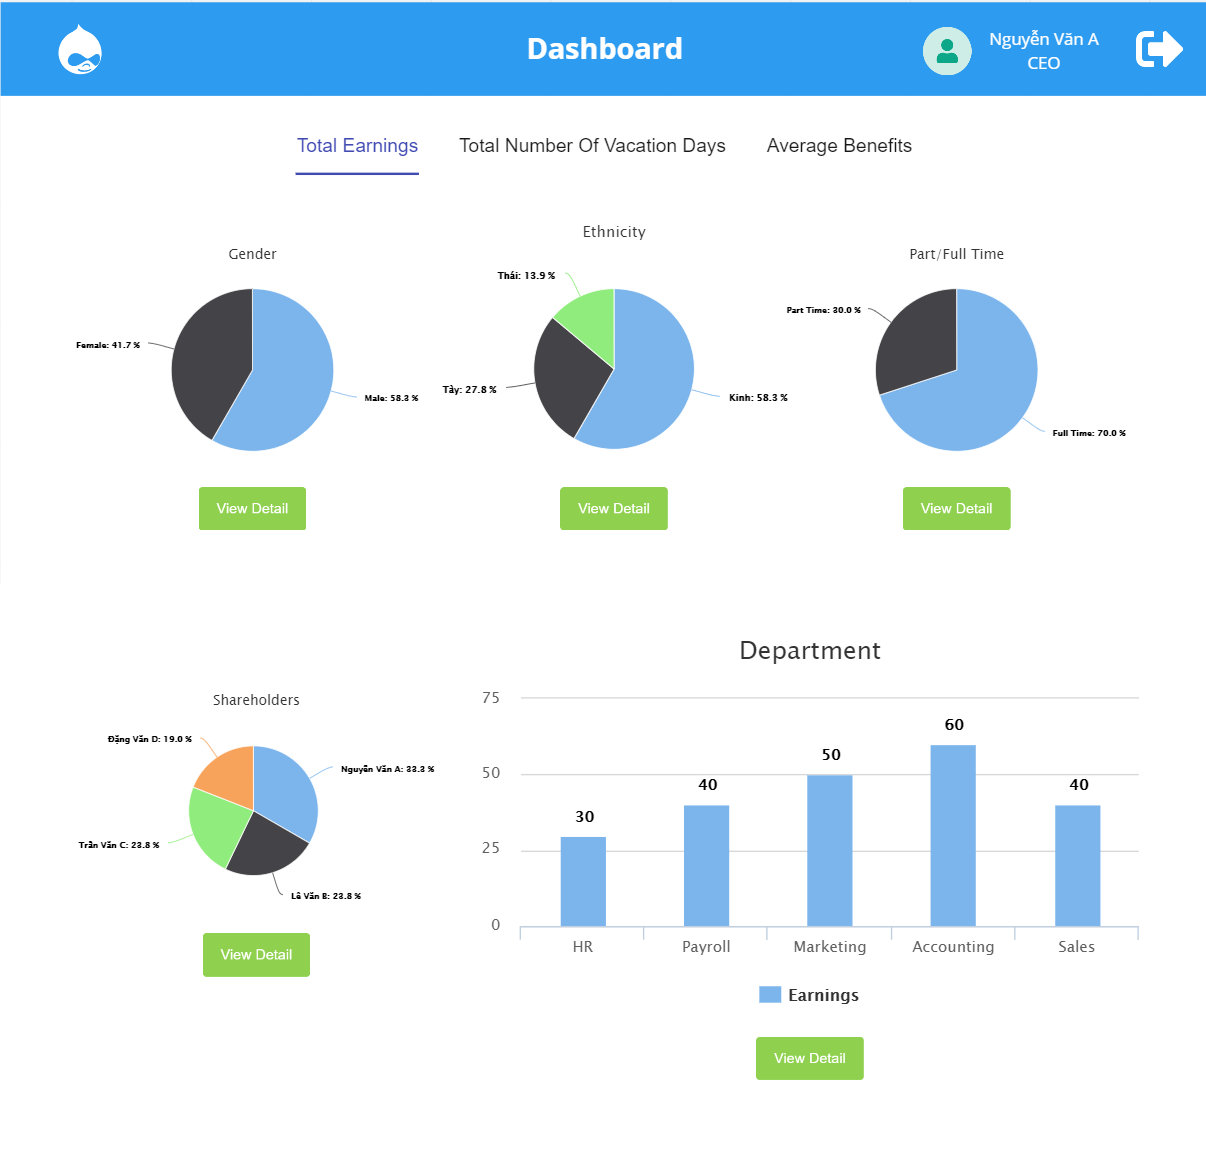 Dashboard
Nguyễn Văn A
CEO
Total Earnings
Total Number Of Vacation Days
Average Benefits
Gender
Female: 41.7 %
Male: 58.3 %
View Detail
Ethnicity
Thái: 13.9 %
Tày: 27.8 %
Kinh: 58.3 %
View Detail
Part/Full Time
Part Time: 30.0 %
Full Time: 70.0 %
View Detail
Shareholders
Đặng Văn D: 19.0 %
Nguyễn Văn A: 33.3 %
Trần Văn C: 23.8 %
Lê Văn B: 23.8 %
View Detail
Department
75
50
25
0
30
40
50
60
40
HR
Payroll
Marketing
Accounting
Sales
Earnings
View Detail